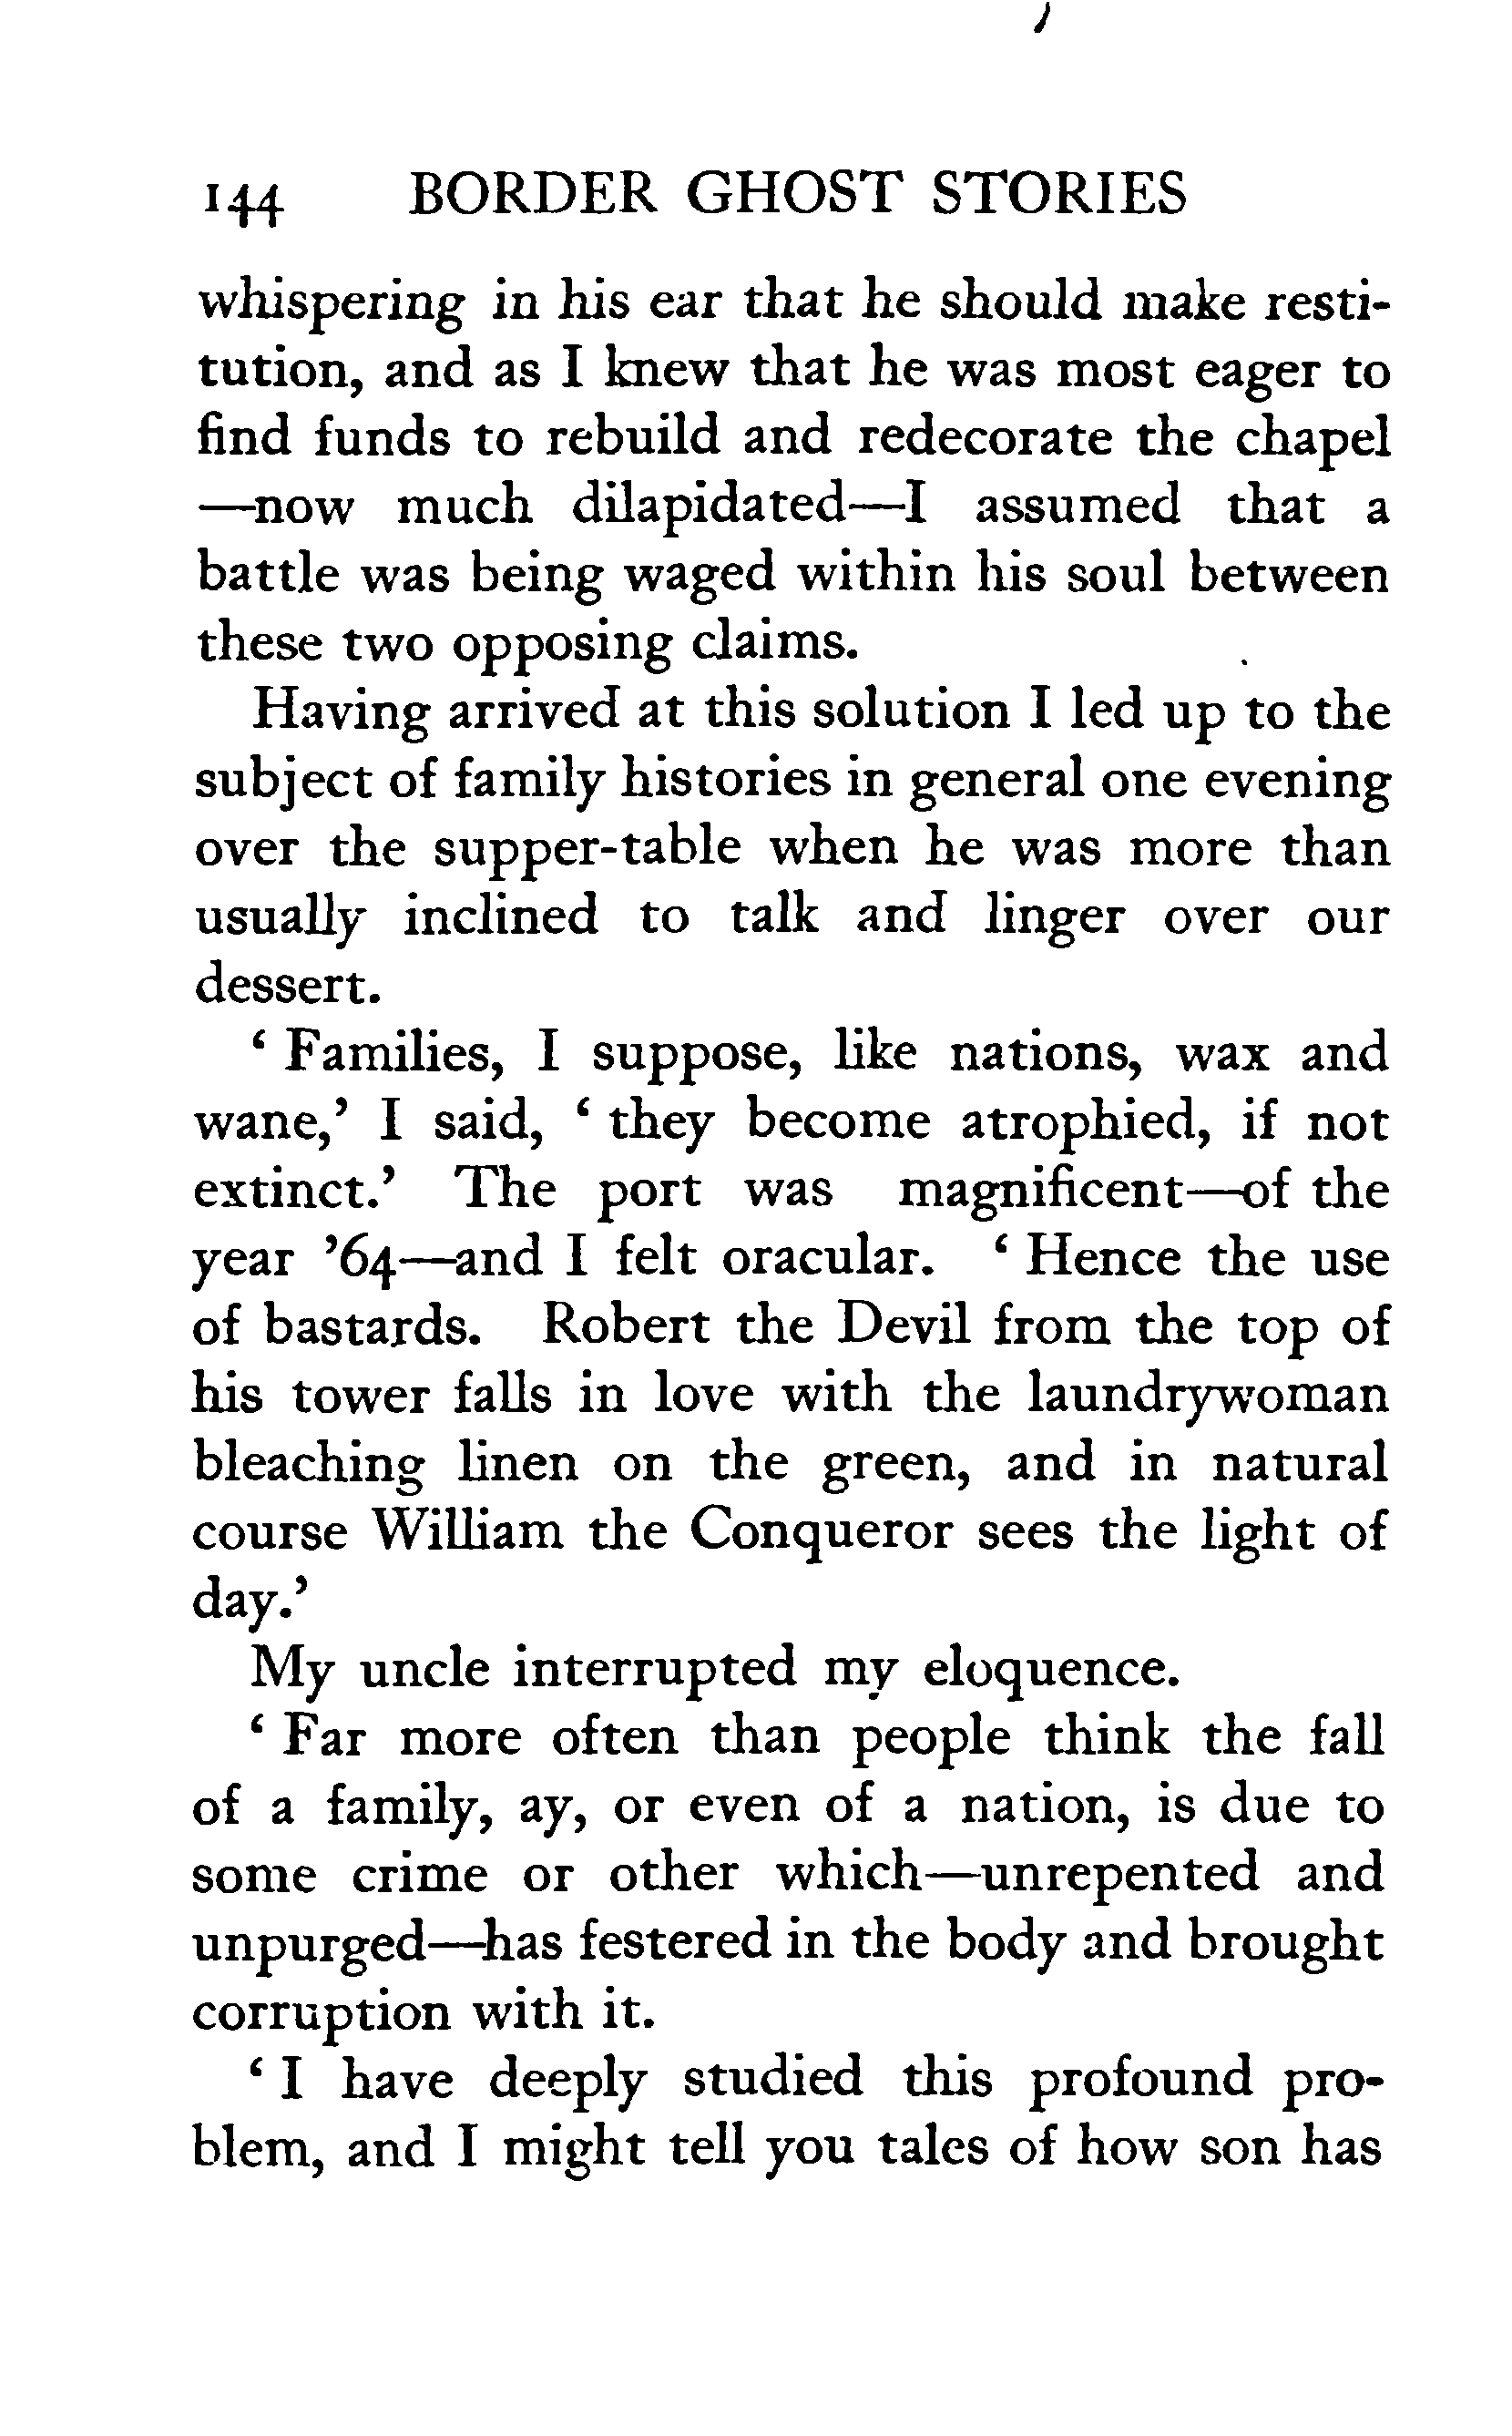 144 BORDER GHOST STORIES
whispering in his ear that he should make resti-
tution, and as I knew that he was most eager to
find funds to rebuild and redecorate the chapel
—now much dilapidated—I assumed that a
battle was being waged within his soul between
these two opposing claims.
Having arrived at this solution I led up to the
subject of family histories in general one evening
over the supper-table when he was more than
usually inclined to talk and linger over our
dessert.
‘ Families, I suppose, like nations, wax and
wane,’ I said, ‘ they become atrophied, if not
extinct.’ The port was magnificent—of the
year ’64—and I felt oracular. ‘ Hence the use
of bastards. Robert the Devil from the top of
his tower falls in love with the laundrywoman
bleaching linen on the green, and in natural
course William the Conqueror sees the light of
day.’
My uncle interrupted my eloquence.
‘ Far more often than people think the fall
of a family, ay, or even of a nation, is due to
some crime or other which—unrepented and
unpurged—has festered in the body and brought
corruption with it.
‘ I have deeply studied this profound pro-
blem, and I might tell you tales of how son has